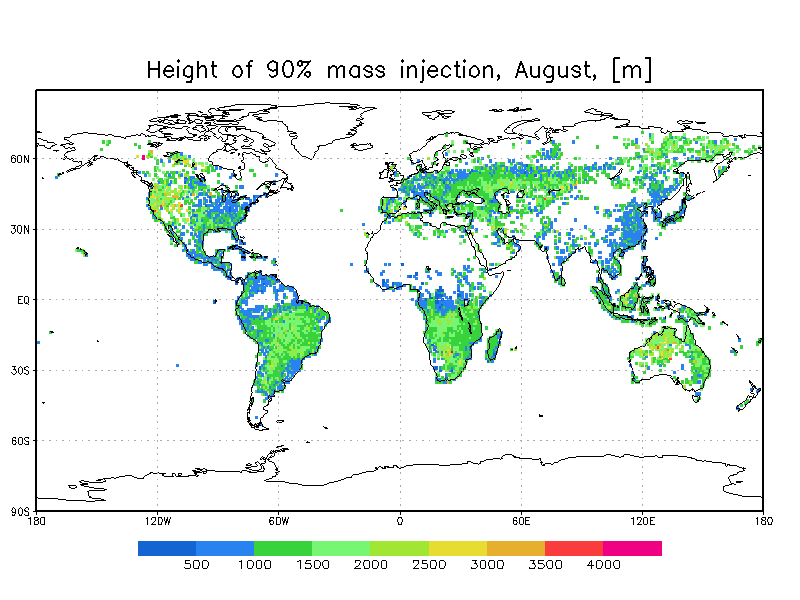 Height of 90% mass injection, August, [m]
60N
30N
EQ
30S
60S
90S
180 120W 60W 0 60E 120E 180
500 1000 1500 2000 2500 3000 3500 4000